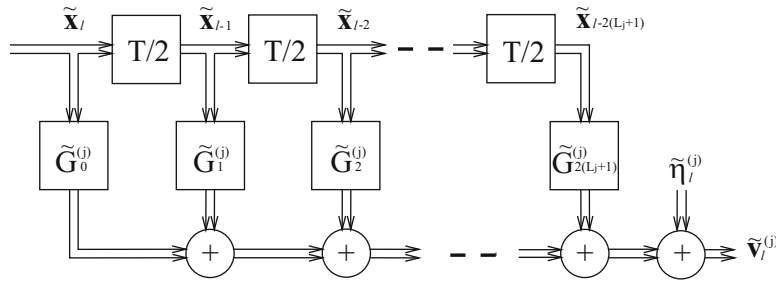 x̃_l x̃_{l-1} x̃_{l-2} x̃_{l-2(L_j+1)}
T/2 T/2 T/2
G̃_0^{(j)} G̃_1^{(j)} G̃_2^{(j)} G̃_{2(L_j+1)}^{(j)} η̃_l^{(j)}
+ + + + ṽ_l^{(j)}